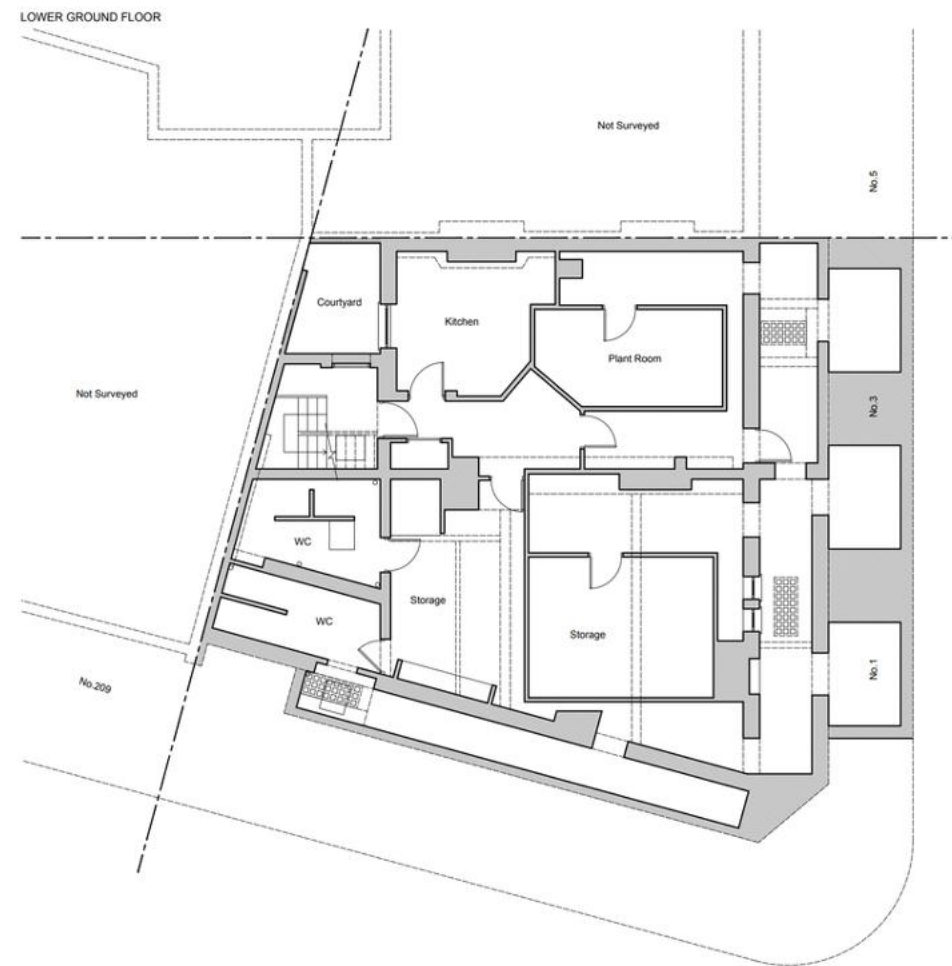 LOWER GROUND FLOOR
Not Surveyed
No.5
Courtyard
Kitchen
Plant Room
Not Surveyed
No.3
WC
Storage
WC
Storage
No.1
No.209